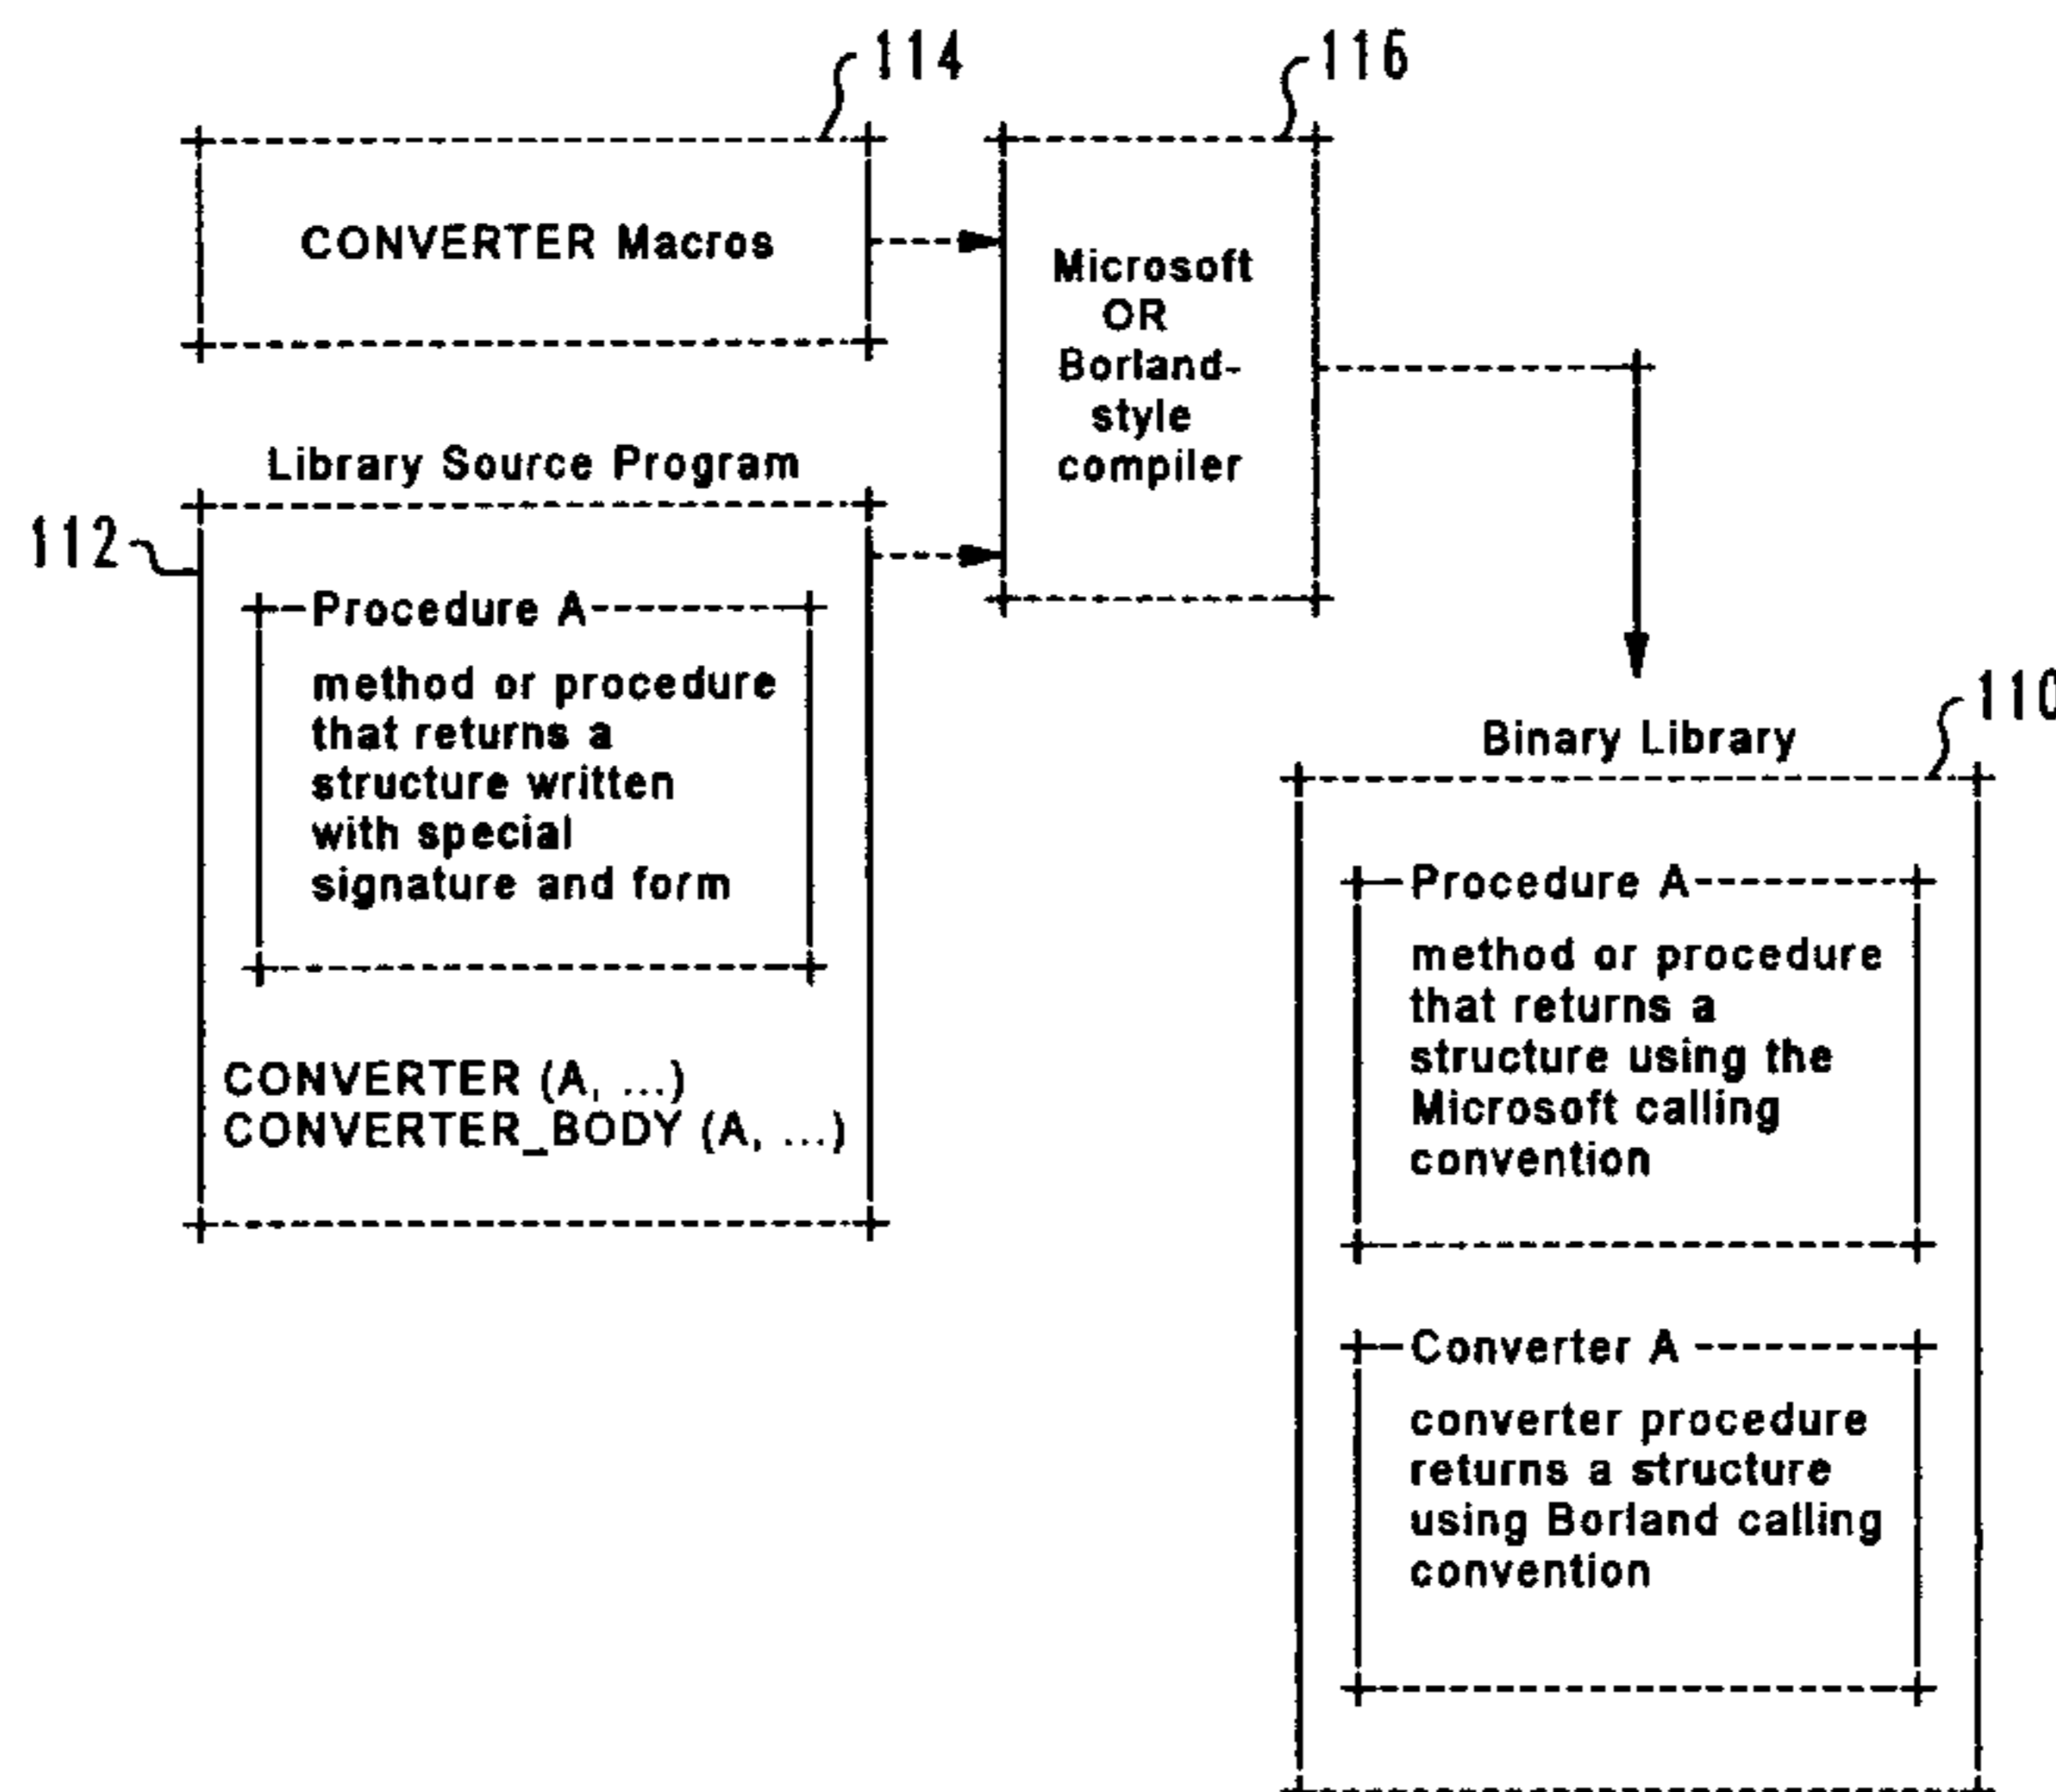 114
116
CONVERTER Macros
Microsoft
OR
Borland-
style
compiler
Library Source Program
112
Procedure A
method or procedure
that returns a
structure written
with special
signature and form
CONVERTER (A, ...)
CONVERTER_BODY (A, ...)
110
Binary Library
Procedure A
method or procedure
that returns a
structure using the
Microsoft calling
convention
Converter A
converter procedure
returns a structure
using Borland calling
convention